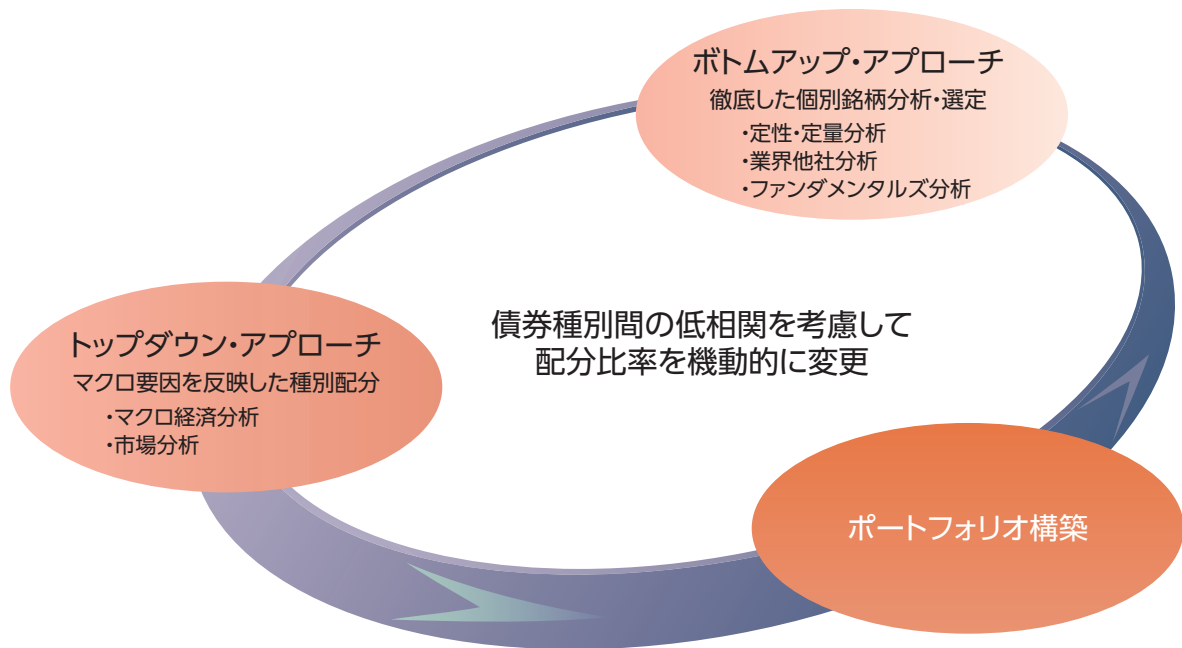 ボトムアップ・アプローチ
徹底した個別銘柄分析・選定
・定性・定量分析
・業界他社分析
・ファンダメンタルズ分析
トップダウン・アプローチ
マクロ要因を反映した種別配分
・マクロ経済分析
・市場分析
債券種別間の低相関を考慮して
配分比率を機動的に変更
ポートフォリオ構築